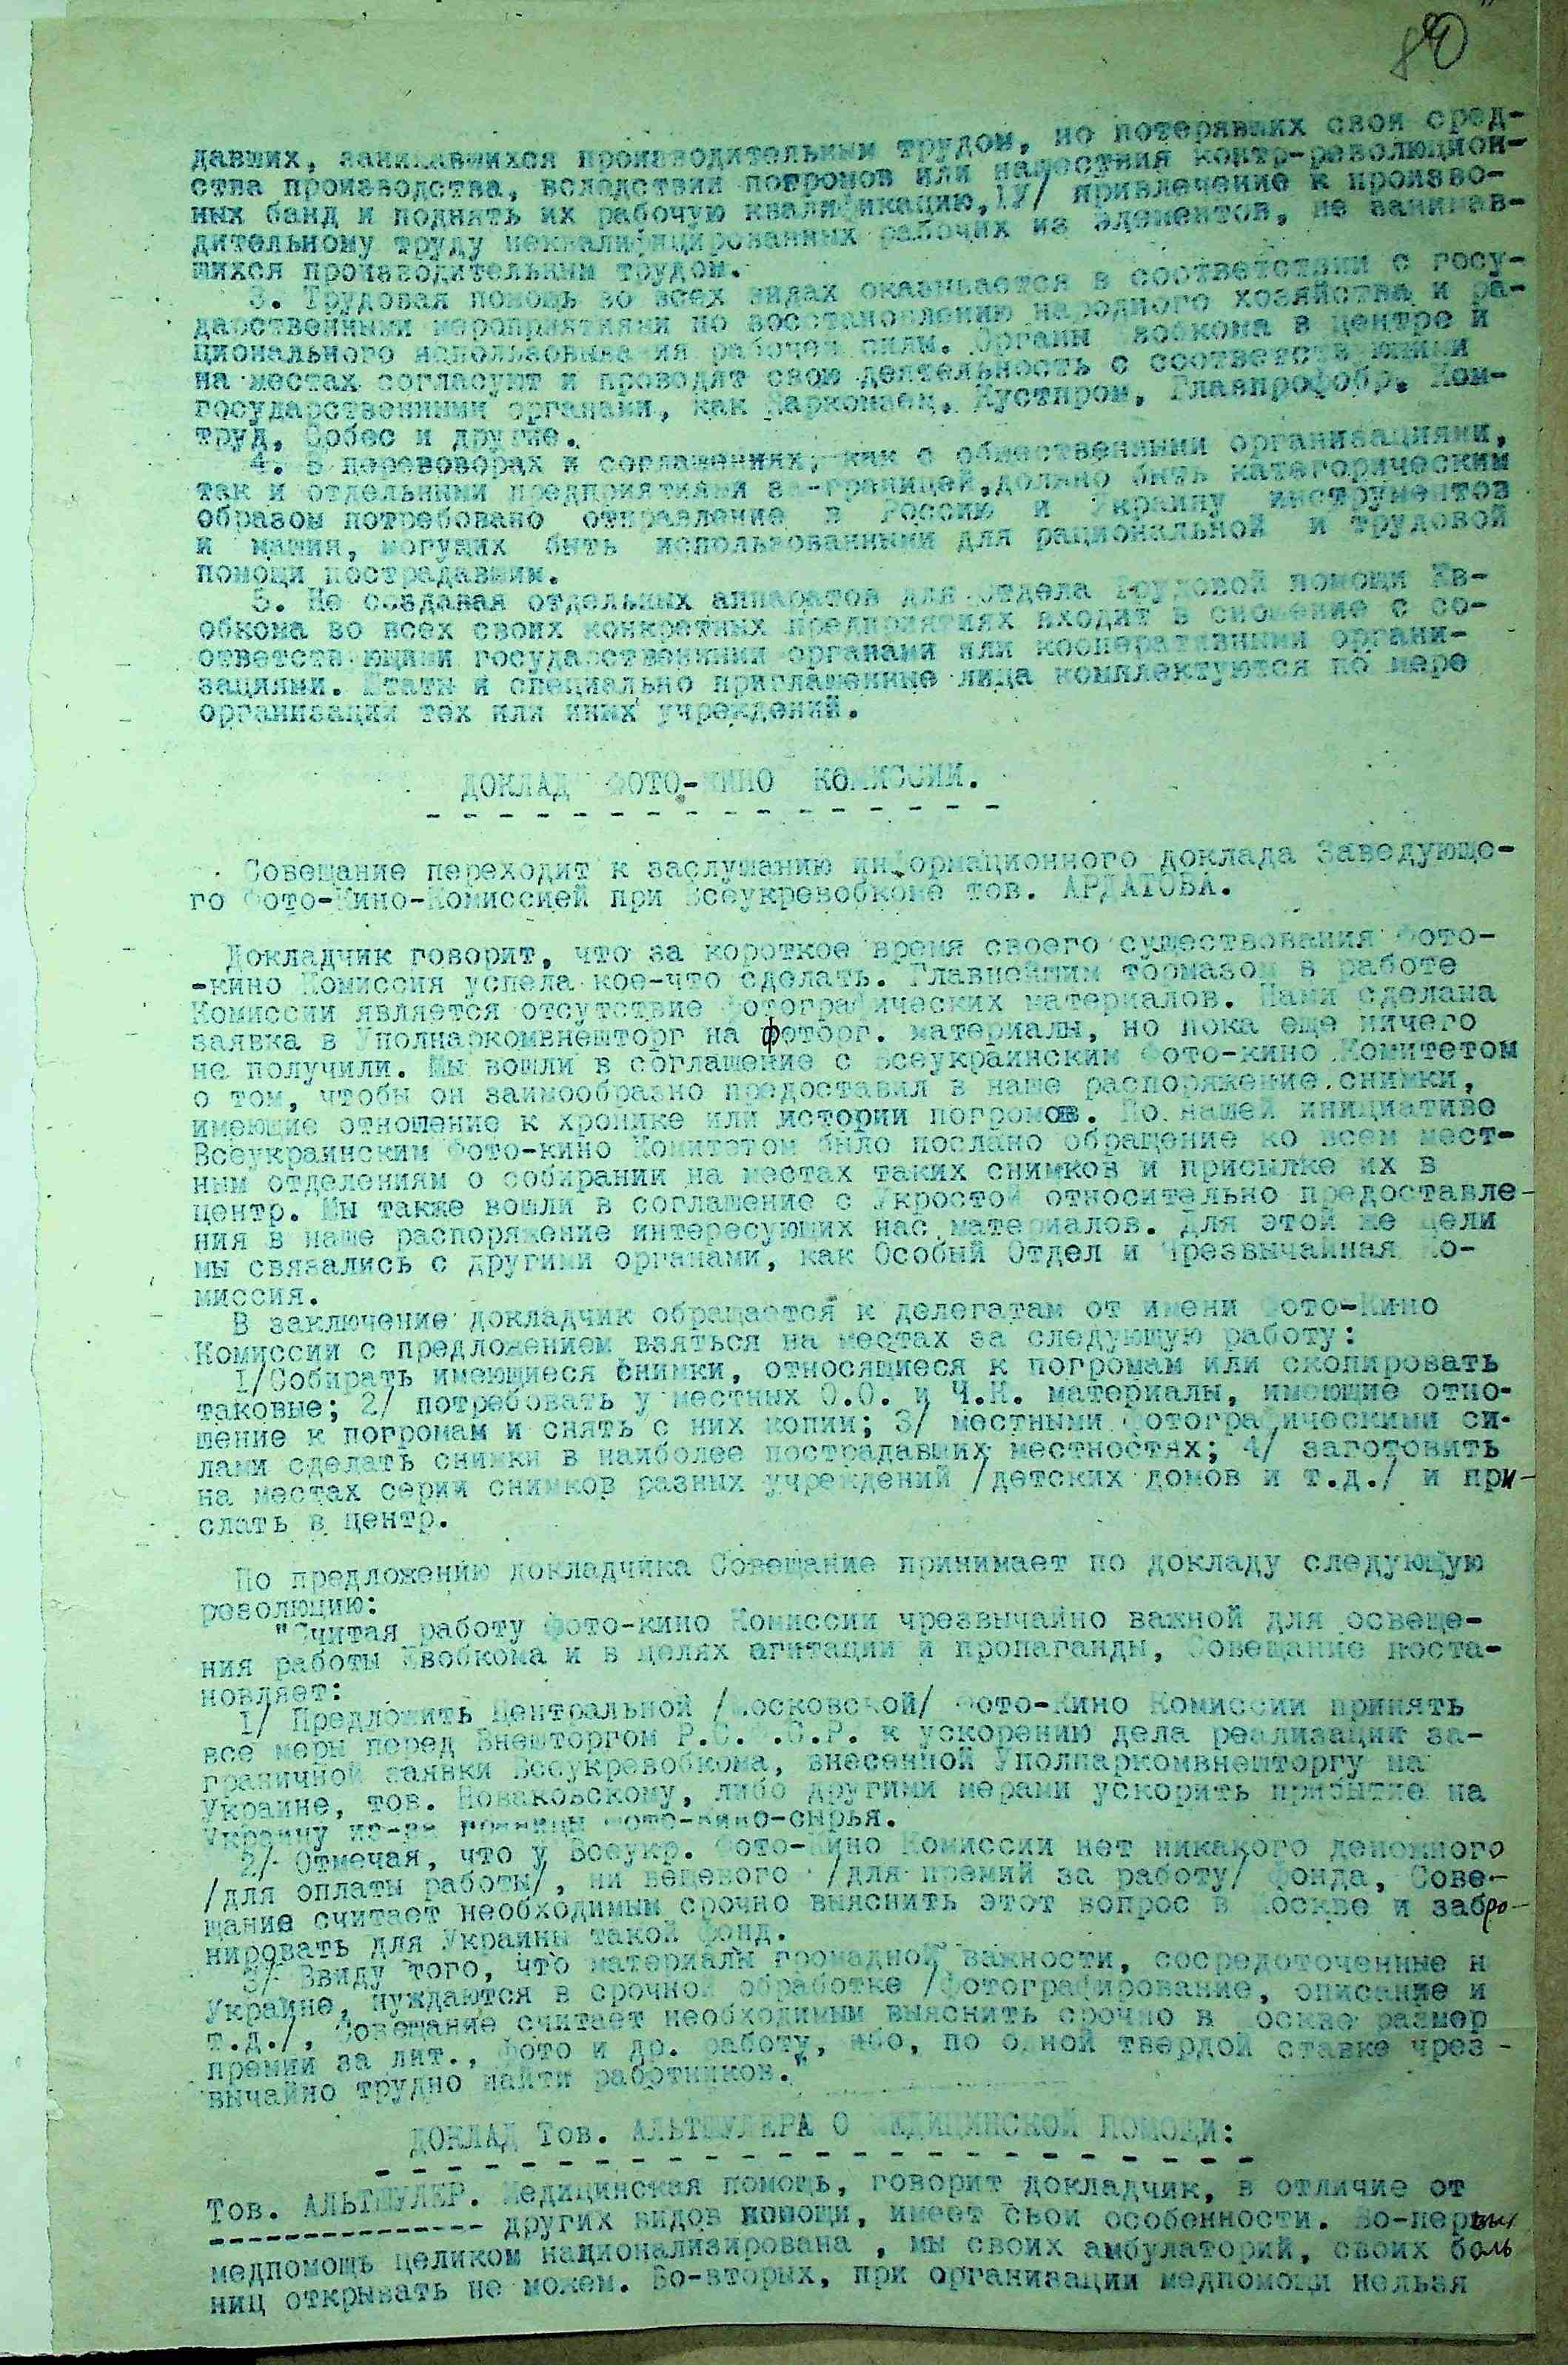 80
давших, занимавшихся производительным трудом, но потерявших свои сред-
ства производства, вследствии погромов или нашествия контр-революцион-
ных банд и поднять их рабочую квалификацию, IУ/ привлечение к произво-
дительному труду неквалифицированных рабочих из элементов, не занимав-
шихся производительным трудом.
3. Трудовая помощь во всех видах оказывается в соответствии с госу-
дарственными мероприятиями по восстановлению народного хозяйства и ра-
ционального использовывания рабочей силы. Органы Евобкома в центре и
на местах согласуют и проводят свою деятельность с соответствующими
государственными органами, как Наркомзем, Кустпром, Главпрофобр, Ком-
труд, Собес и другие.
4. В переговорах и соглашениях, как с общественными организациями,
так и отдельными предприятиями за-границей, должно быть категорическим
образом потребовано отправление в Россию и Украину инструментов
и машин, могущих быть использованными для рациональной и трудовой
помощи пострадавшим.
5. Не создавая отдельных аппаратов для отдела Трудовой помощи Ев-
обкома во всех своих конкретных предприятиях входит в сношение с со-
ответствующими государственными органами или кооперативными органи-
зациями. Штаты и специально приглашенные лица комплектуются по мере
организации тех или иных учреждений.
ДОКЛАД ФОТО-КИНО КОМИССИИ.
Совещание переходит к заслушанию информационного доклада Заведующе-
го Фото-Кино-Комиссией при Всеукревобкоме тов. АРДАТОВА.
Докладчик говорит, что за короткое время своего существования Фото-
-кино Комиссия успела кое-что сделать. Главнейшим тормазом в работе
Комиссии является отсутствие фотографических материалов. Нами сделана
заявка в Уполнаркомвнешторг на фоторг. материалы, но пока еще ничего
не получили. Мы вошли в соглашение с Всеукраинским Фото-кино Комитетом
о том, чтобы он заимообразно предоставил в наше распоряжение снимки,
имеющие отношение к хронике или истории погромов. По нашей инициативе
Всеукраинским Фото-кино Комитетом было послано обращение ко всем мест-
ным отделениям о собирании на местах таких снимков и присылке их в
центр. Мы также вошли в соглашение с Укростой относительно предоставле-
ния в наше распоряжение интересующих нас материалов. Для этой же цели
мы связались с другими органами, как Особый Отдел и Чрезвычайная Ко-
миссия.
В заключение докладчик обращается к делегатам от имени Фото-Кино
Комиссии с предложением взяться на местах за следующую работу:
1/Собирать имеющиеся снимки, относящиеся к погромам или скопировать
таковые; 2/ потребовать у местных О.О. и Ч.К. материалы, имеющие отно-
шение к погромам и снять с них копии; 3/ местными фотографическими си-
лами сделать снимки в наиболее пострадавших местностях; 4/ заготовить
на местах серии снимков разных учреждений /детских домов и т.д./ и при-
слать в центр.
По предложению докладчика Совещание принимает по докладу следующую
резолюцию:
"Считая работу фото-кино Комиссии чрезвычайно важной для освеще-
ния работы Евобкома и в целях агитации и пропаганды, Совещание поста-
новляет:
1/ Предложить Центральной /Московской/ Фото-Кино Комиссии принять
все меры перед Внешторгом Р.С.Ф.С.Р. к ускорению дела реализации за-
граничной заявки Всеукревобкома, внесенной Уполнаркомвнешторгу на
Украине, тов. Новаковскому, либо другими мерами ускорить прибытие на
Украину из-за границы фото-кино-сырья.
2/ Отмечая, что у Всеукр. Фото-Кино Комиссии нет никакого денежного
/для оплаты работы/, ни вещевого /для премий за работу/ фонда, Сове-
щание считает необходимым срочно выяснить этот вопрос в Москве и забро-
нировать для Украины такой фонд.
3/ Ввиду того, что материалы громадной важности, сосредоточенные н
Украине, нуждаются в срочной обработке /фотографирование, описание и
т.д./, Совещание считает необходимым выяснить срочно в Москве размер
премии за лит., фото и др. работу, ибо, по одной твердой ставке чрез-
вычайно трудно найти работников."
ДОКЛАД Тов. АЛЬТШУЛЕРА О МЕДИЦИНСКОЙ ПОМОЩИ:
Тов. АЛЬТШУЛЕР. Медицинская помощь, говорит докладчик, в отличие от
других видов помощи, имеет свои особенности. Во-первых
медпомощь целиком национализирована , мы своих амбулаторий, своих боль
ниц открывать не можем. Во-вторых, при организации медпомощи нельзя